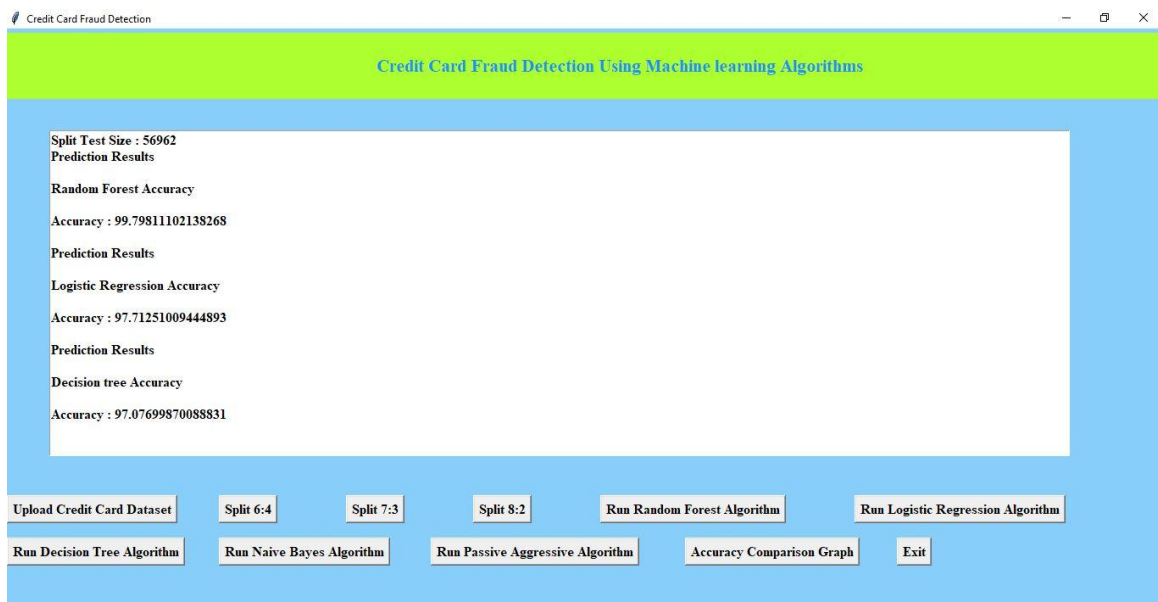 Credit Card Fraud Detection
Credit Card Fraud Detection Using Machine learning Algorithms
Split Test Size : 56962
Prediction Results
Random Forest Accuracy
Accuracy : 99.79811102138268
Prediction Results
Logistic Regression Accuracy
Accuracy : 97.71251009444893
Prediction Results
Decision tree Accuracy
Accuracy : 97.07699870088831
Upload Credit Card Dataset
Split 6:4
Split 7:3
Split 8:2
Run Random Forest Algorithm
Run Logistic Regression Algorithm
Run Decision Tree Algorithm
Run Naive Bayes Algorithm
Run Passive Aggressive Algorithm
Accuracy Comparison Graph
Exit